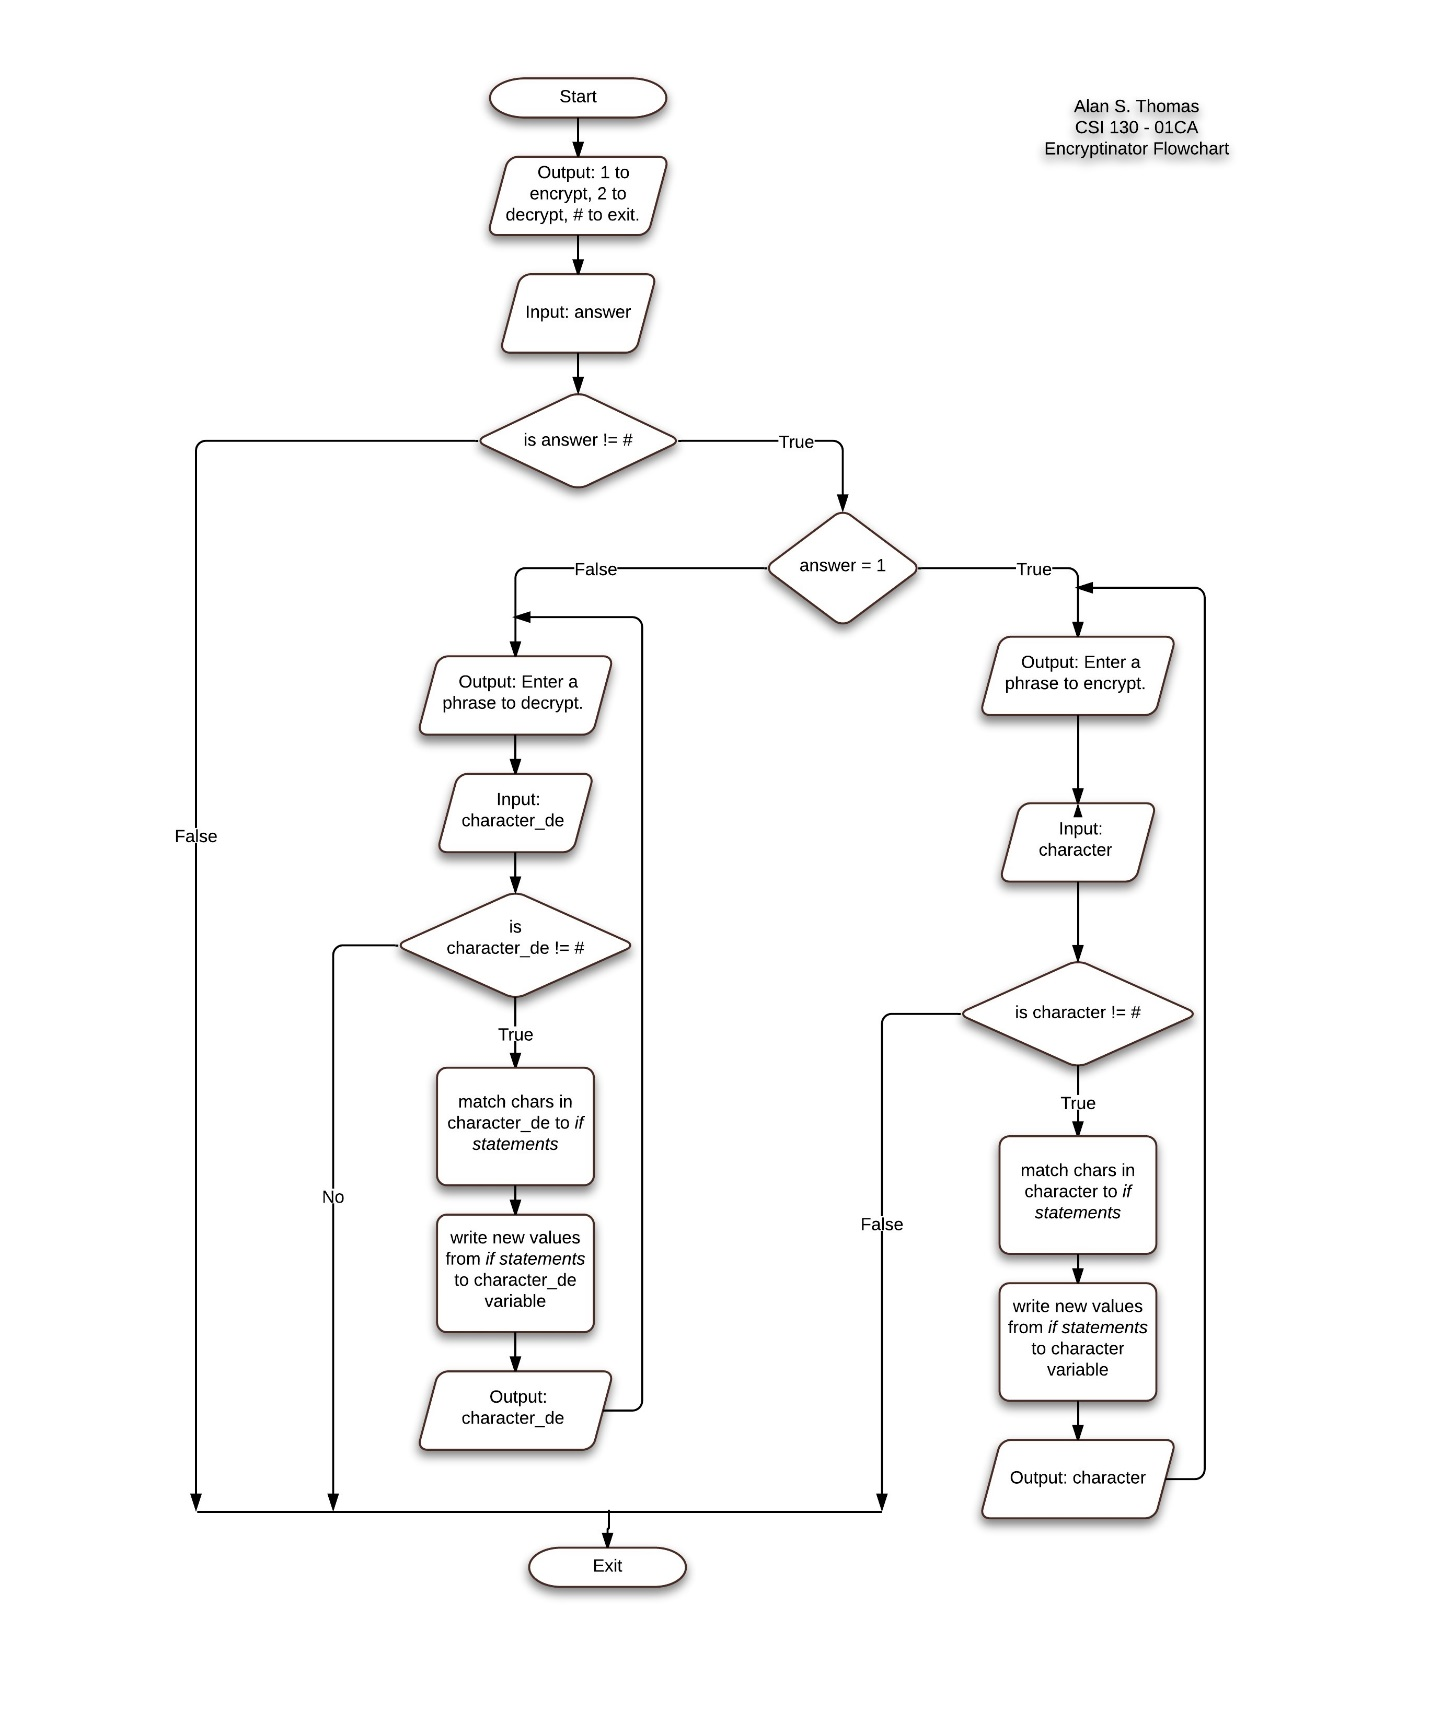 Start
Alan S. Thomas
CSI 130 - 01CA
Encryptinator Flowchart
Output: 1 to
encrypt, 2 to
decrypt, # to exit.
Input: answer
is answer != #
True
answer = 1
False
True
Output: Enter a
phrase to decrypt.
Output: Enter a
phrase to encrypt.
Input:
character_de
Input:
character
False
is
character_de != #
is character != #
True
True
match chars in
character_de to if
statements
match chars in
character to if
statements
No
False
write new values
from if statements
to character_de
variable
write new values
from if statements
to character
variable
Output:
character_de
Output: character
Exit